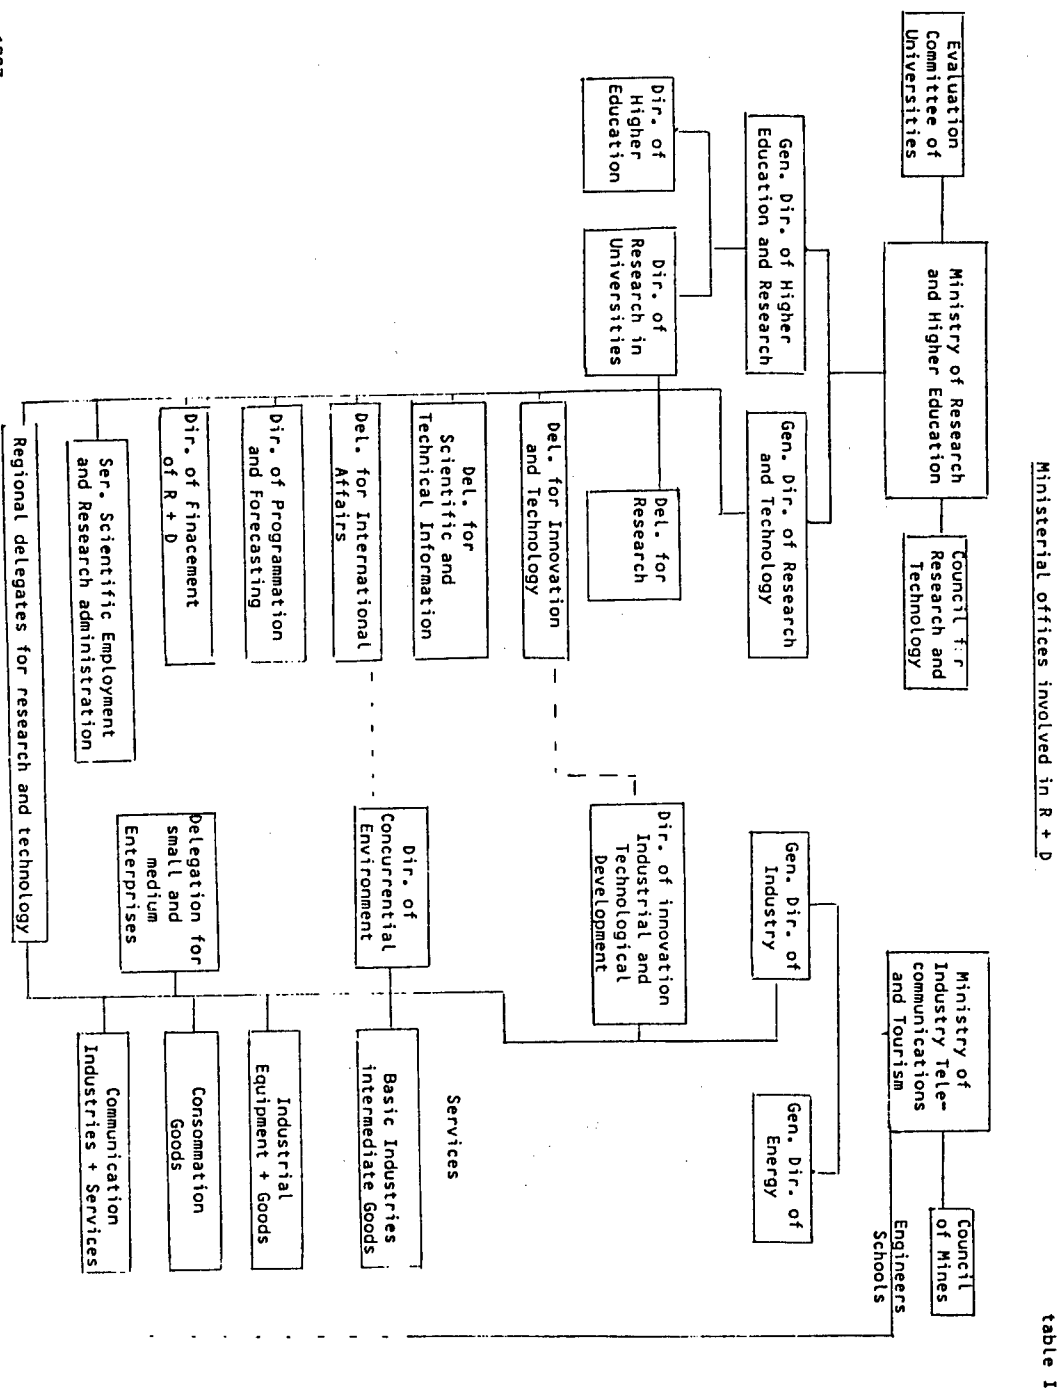 table I
Ministerial offices involved in R + D
Evaluation
Committee of
Universities
Ministry of Research
and Higher Education
Council f:r
Research and
Technology
Ministry of
Industry Tele-
communications
and Tourism
Council
of Mines
Engineers
Schools
Gen. Dir. of Higher
Education and Research
Gen. Dir. of Research
and Technology
Gen. Dir. of
Industry
Gen. Dir. of
Energy
Dir. of
Higher
Education
Dir. of
Research in
Universities
Del. for
Research
Dir. of innovation
Industrial and
Technological
Development
Del. for Innovation
and Technology
Del. for
Scientific and
Technical Information
Services
Del. for International
Affairs
Dir. of
Concurrential
Environment
Basic Industries
intermediate Goods
Dir. of Programmation
and Forecasting
Industrial
Equipment + Goods
Dir. of Finacement
of R + D
Delegation for
small and
medium
Enterprises
Consommation
Goods
Ser. Scientific Employment
and Research administration
Communication
Industries + Services
Regional delegates for research and technology